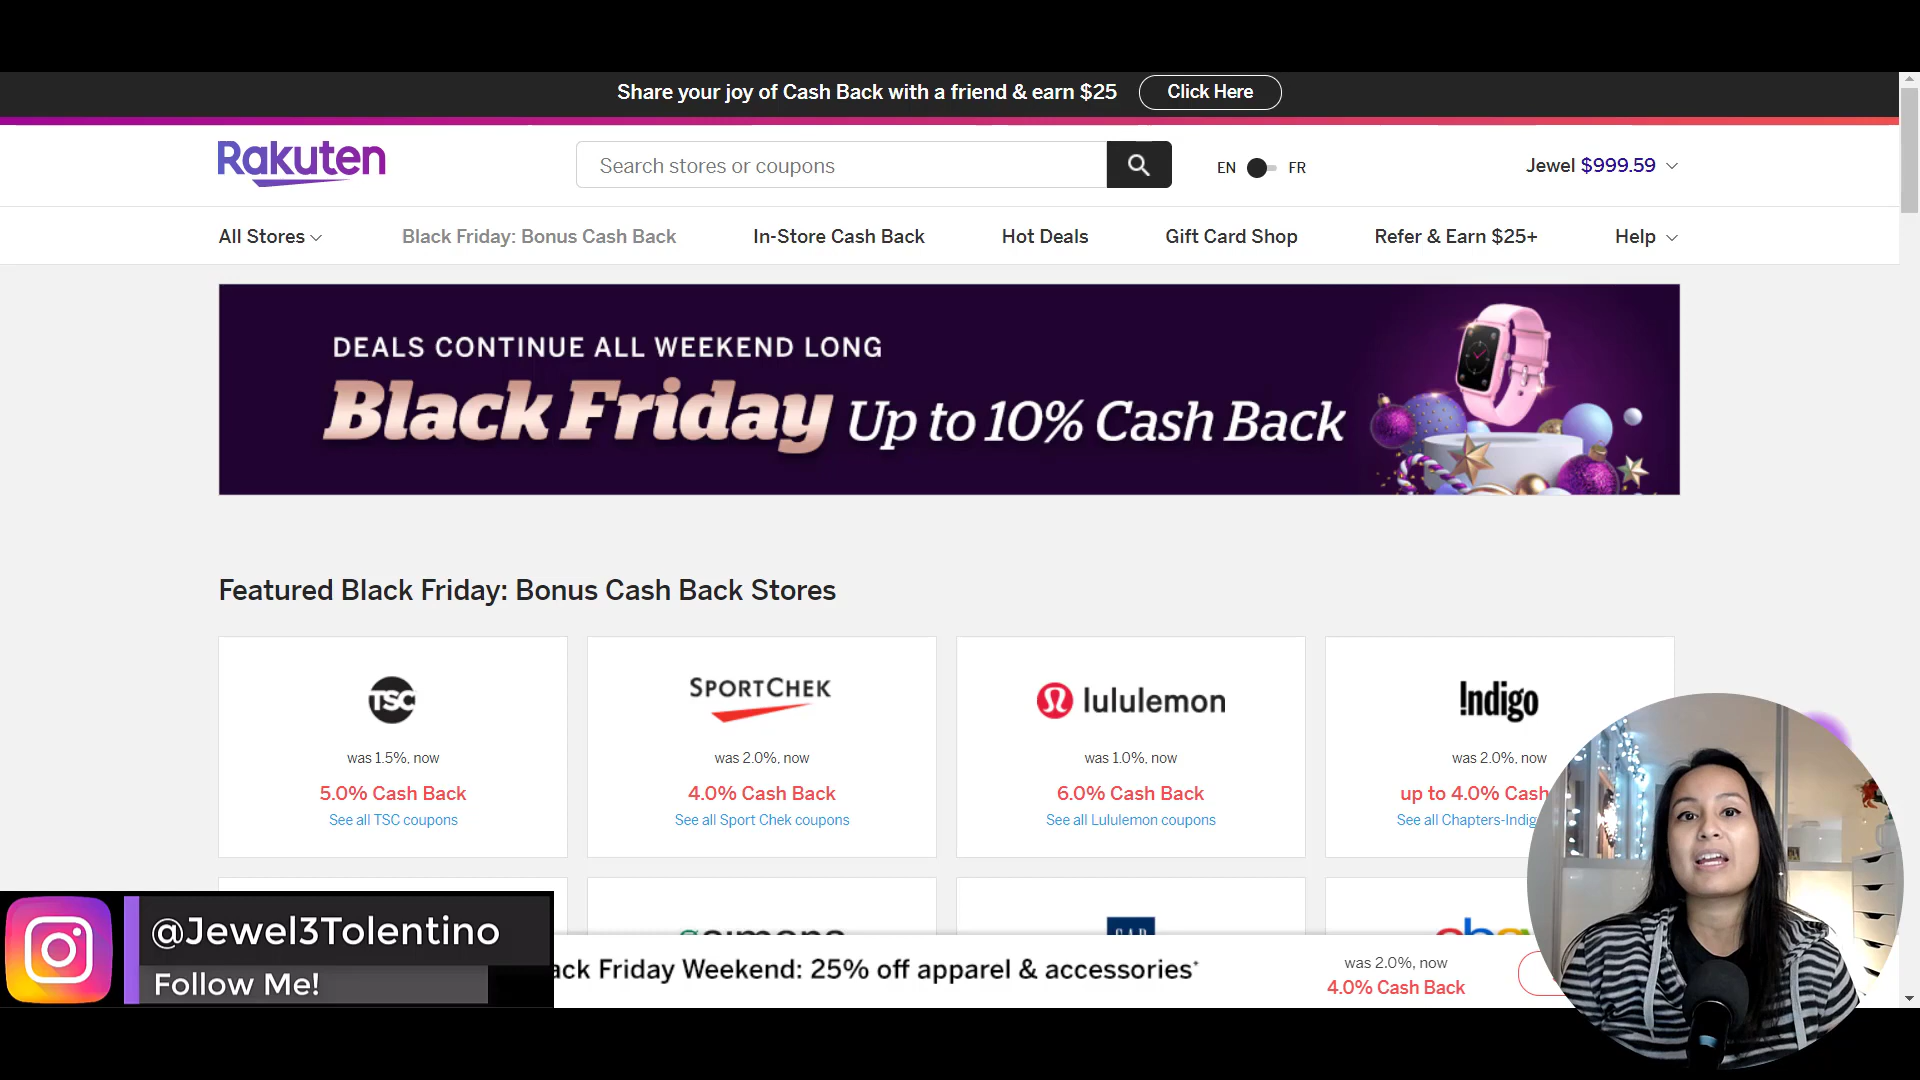 Share your joy of Cash Back with a friend & earn $25 Click Here
Rakuten
Search stores or coupons
EN FR
Jewel $999.59
All Stores
Black Friday: Bonus Cash Back
In-Store Cash Back
Hot Deals
Gift Card Shop
Refer & Earn $25+
Help
DEALS CONTINUE ALL WEEKEND LONG
Black Friday Up to 10% Cash Back
Featured Black Friday: Bonus Cash Back Stores
TSC
was 1.5%, now
5.0% Cash Back
See all TSC coupons
SPORTCHEK
was 2.0%, now
4.0% Cash Back
See all Sport Chek coupons
lululemon
was 1.0%, now
6.0% Cash Back
See all Lululemon coupons
!ndigo
was 2.0%, now
up to 4.0% Cash
See all Chapters-Indig
simons
GAP
ebay
@Jewel3Tolentino
Follow Me!
ack Friday Weekend: 25% off apparel & accessories*
was 2.0%, now
4.0% Cash Back